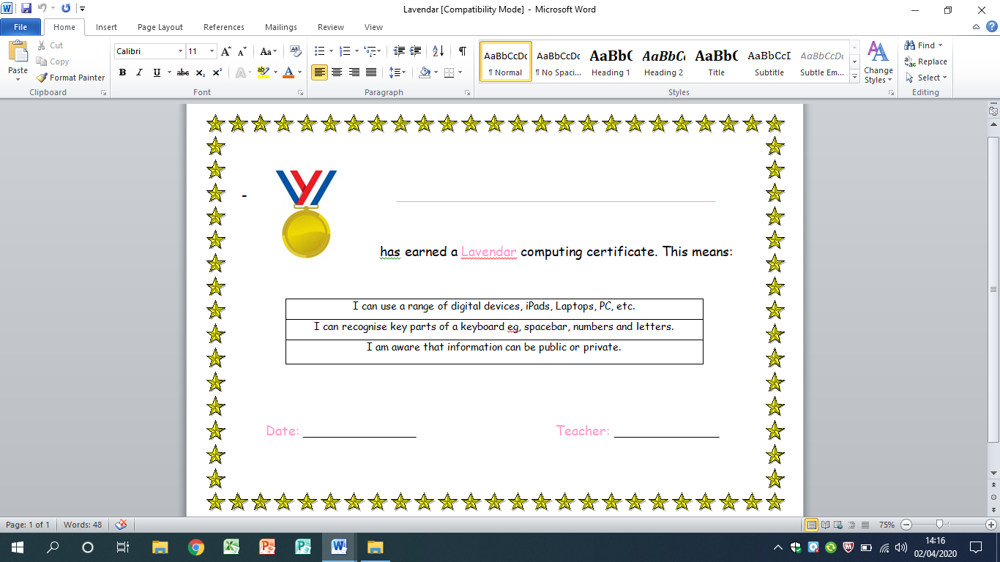 Lavendar [Compatibility Mode] - Microsoft Word
File Home Insert Page Layout References Mailings Review View
Paste
Cut
Copy
Format Painter
Clipboard
Calibri 11
Font
Paragraph
AaBbCcDc AaBbCcDc AaBbC AaBbCc AaBbC AaBbCcD AaBbCcDc
¶ Normal ¶ No Spaci... Heading 1 Heading 2 Title Subtitle Subtle Em...
Change Styles
Styles
Find
Replace
Select
Editing
-
has earned a Lavendar computing certificate. This means:
I can use a range of digital devices, iPads, Laptops, PC, etc.
I can recognise key parts of a keyboard eg, spacebar, numbers and letters.
I am aware that information can be public or private.
Date: ________________ Teacher: _______________
Page: 1 of 1 Words: 48 75%
14:16
02/04/2020